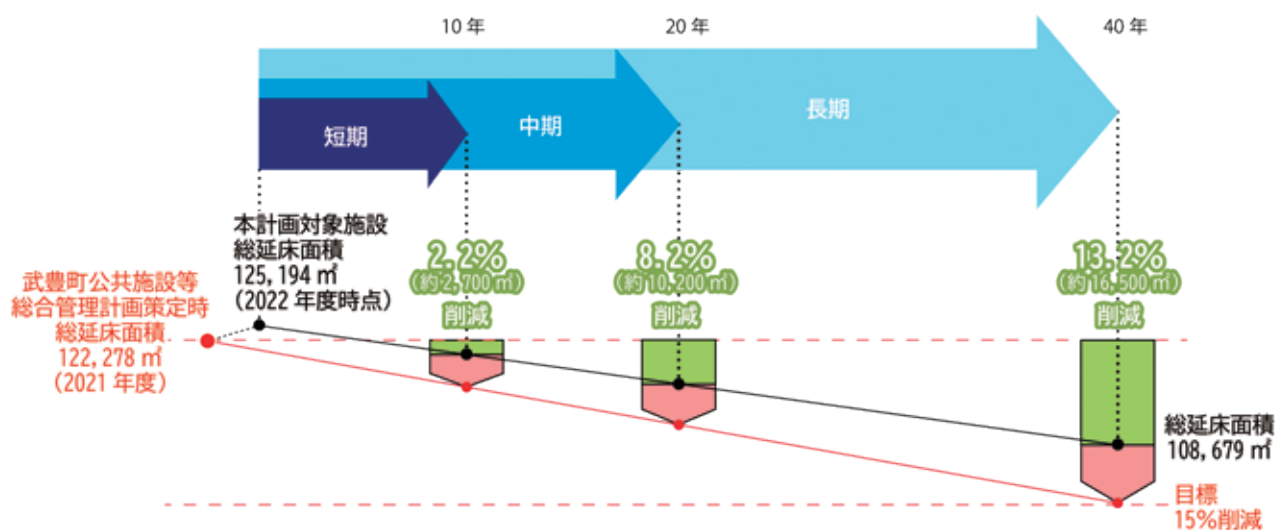 10 年
20 年
40 年
短期
中期
長期
本計画対象施設
総延床面積
125, 194 ㎡
（2022 年度時点）
武豊町公共施設等
総合管理計画策定時
総延床面積
122, 278 ㎡
（2021 年度）
2. 2%
（約 2, 700 ㎡）
削減
8. 2%
（約 10, 200 ㎡）
削減
13. 2%
（約 16, 500 ㎡）
削減
総延床面積
108, 679 ㎡
目標
15%削減